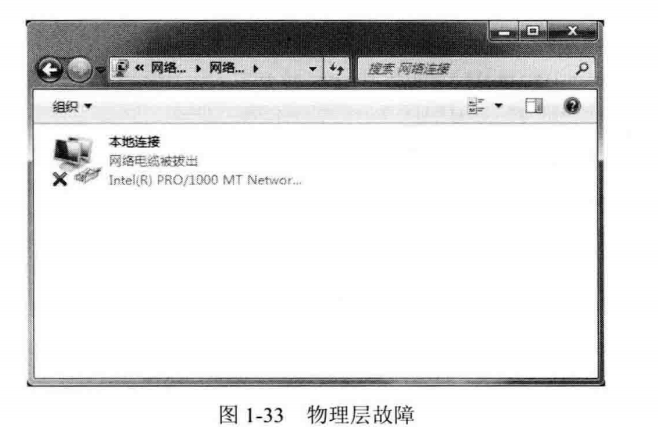 « 网络... ▸ 网络... ▸
搜索 网络连接
组织 ▼
本地连接
网络电缆被拔出
Intel(R) PRO/1000 MT Networ...
图 1-33 物理层故障